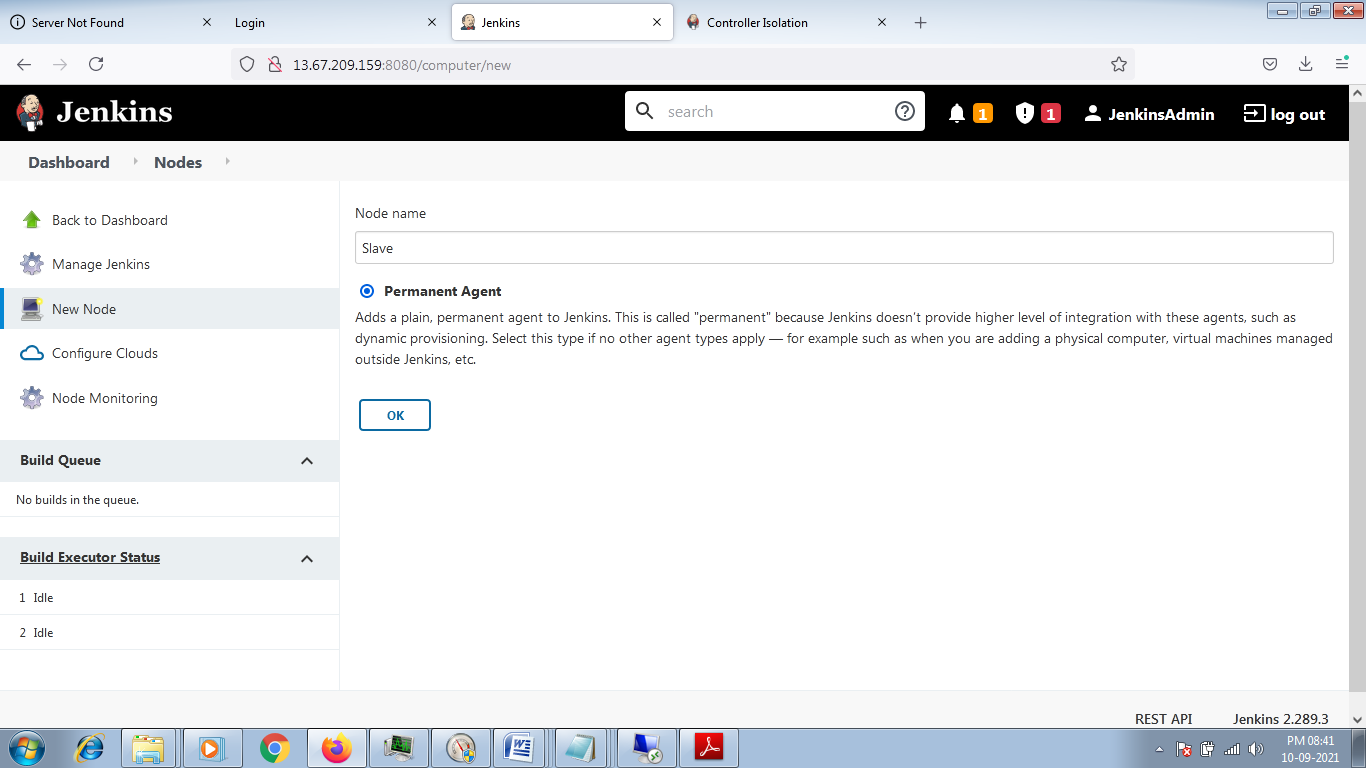 Server Not Found
Login
Jenkins
Controller Isolation
13.67.209.159:8080/computer/new
Jenkins
search
1
1
JenkinsAdmin
log out
Dashboard
Nodes
Back to Dashboard
Manage Jenkins
New Node
Configure Clouds
Node Monitoring
Build Queue
No builds in the queue.
Build Executor Status
1 Idle
2 Idle
Node name
Slave
Permanent Agent
Adds a plain, permanent agent to Jenkins. This is called "permanent" because Jenkins doesn't provide higher level of integration with these agents, such as
dynamic provisioning. Select this type if no other agent types apply — for example such as when you are adding a physical computer, virtual machines managed
outside Jenkins, etc.
OK
REST API
Jenkins 2.289.3
PM 08:41
10-09-2021